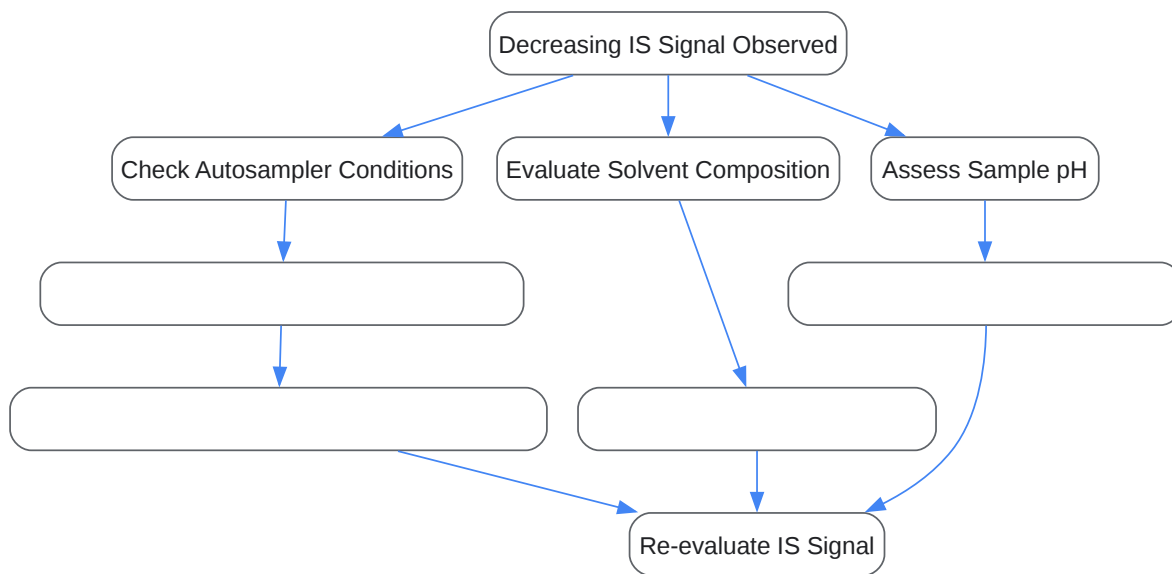 Decreasing IS Signal Observed
Check Autosampler Conditions
Evaluate Solvent Composition
Assess Sample pH
Re-evaluate IS Signal